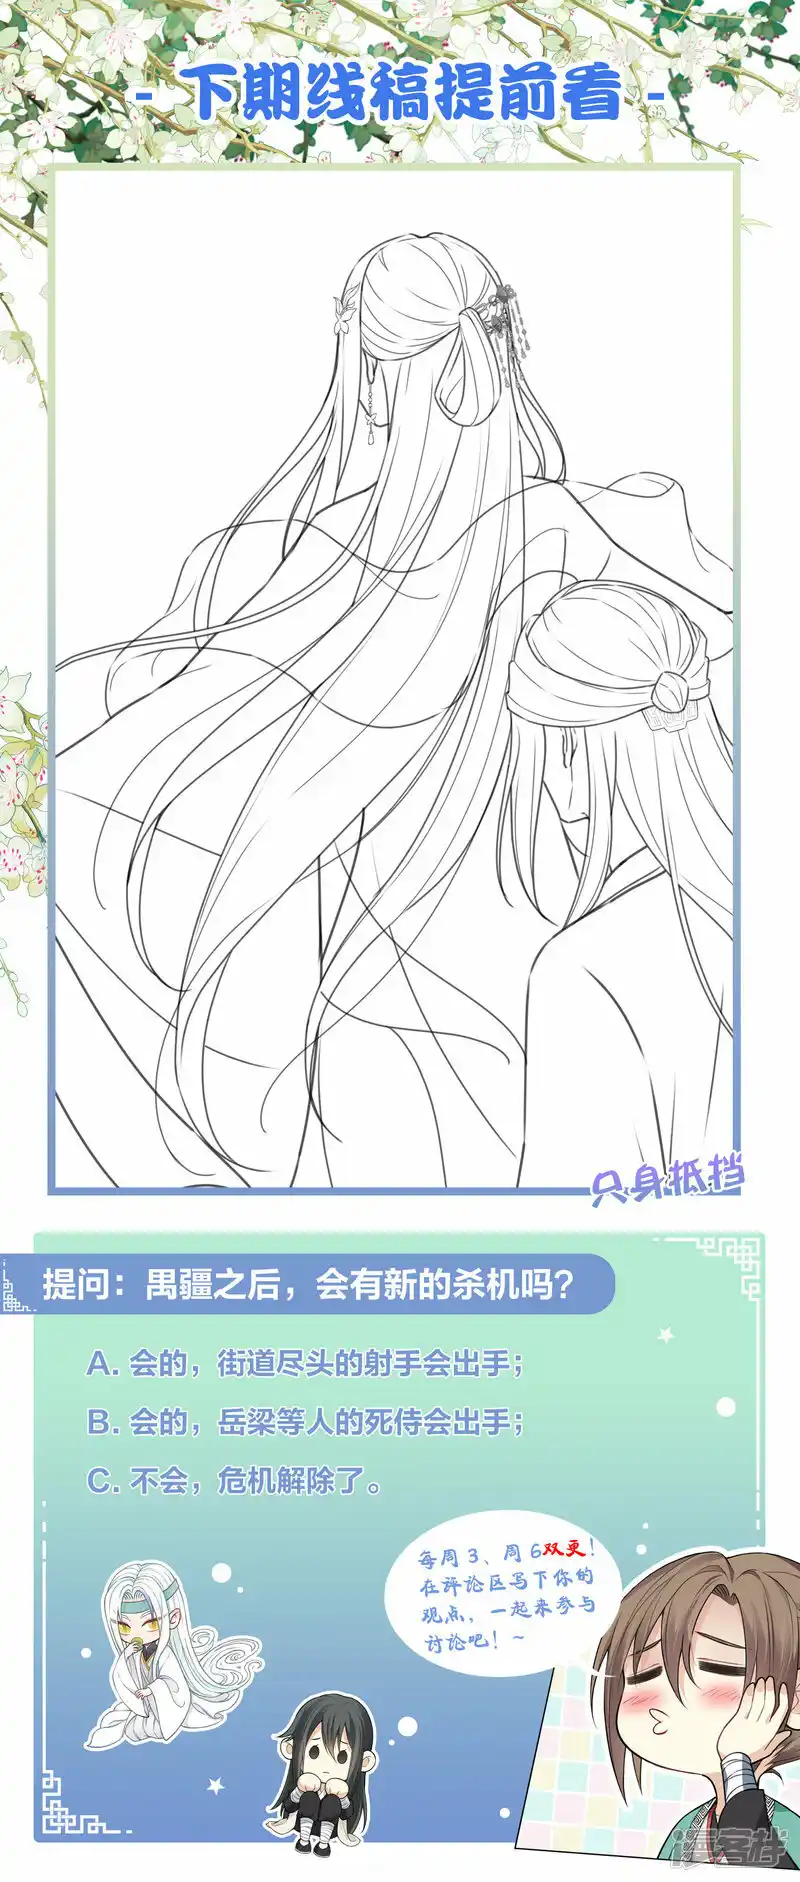 - 下期线稿提前看 -
只身抵挡
提问：禺疆之后，会有新的杀机吗？
A. 会的，街道尽头的射手会出手；
B. 会的，岳梁等人的死侍会出手；
C. 不会，危机解除了。
每周3、周6双更！
在评论区写下你的
观点，一起来参与
讨论吧！~
漫客栈